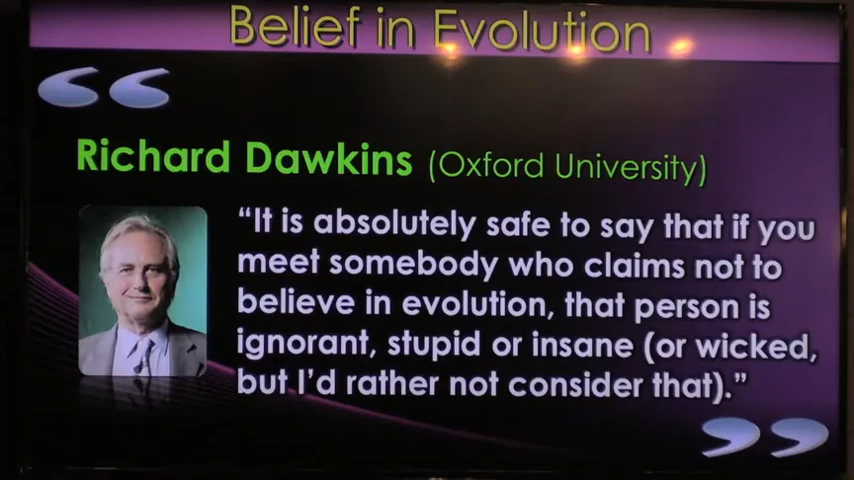 Belief in Evolution
“
Richard Dawkins (Oxford University)
“It is absolutely safe to say that if you
meet somebody who claims not to
believe in evolution, that person is
ignorant, stupid or insane (or wicked,
but I'd rather not consider that).”
”